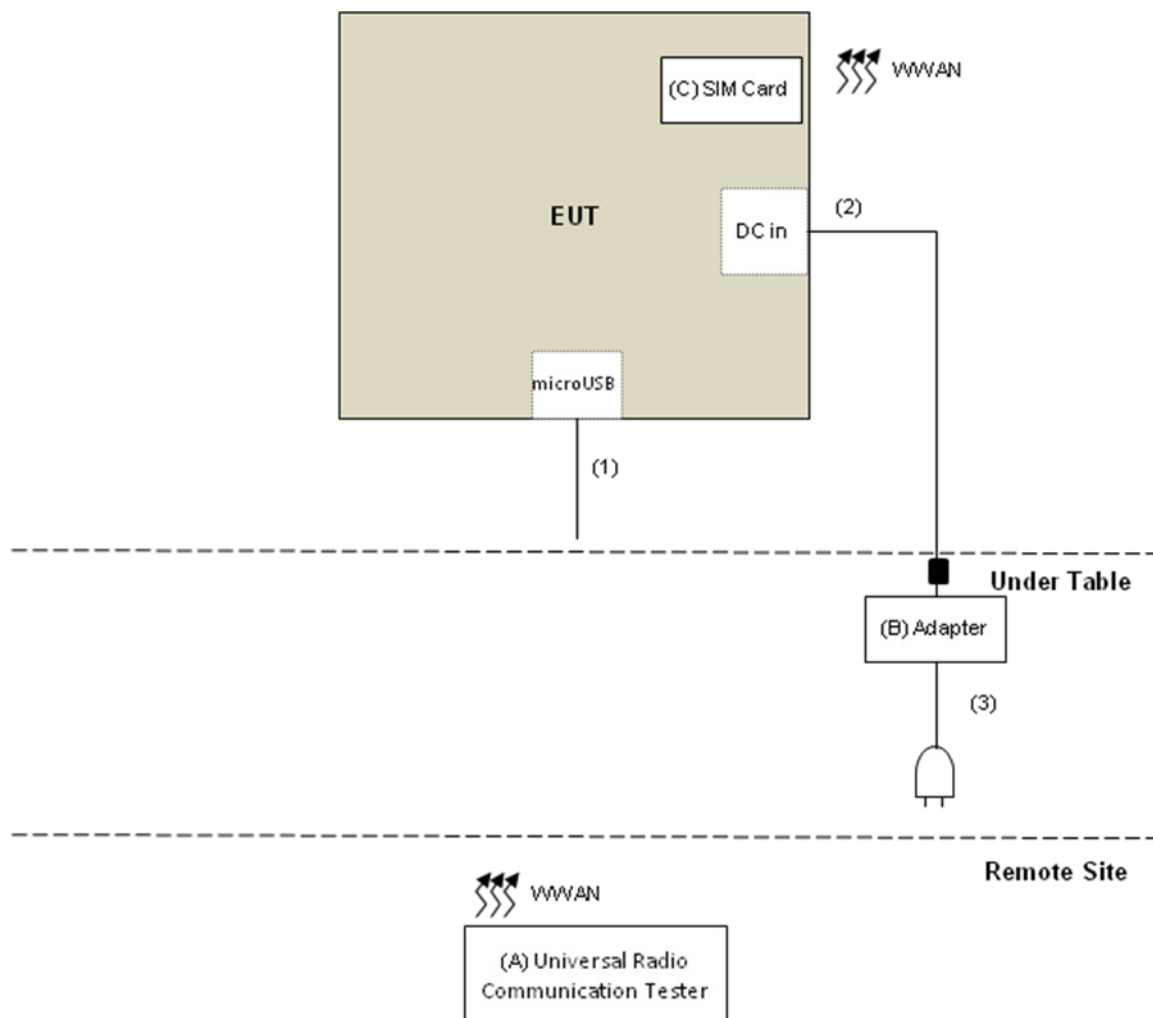 (C) SIM Card
WWAN
EUT
(2)
DC in
microUSB
(1)
Under Table
(B) Adapter
(3)
Remote Site
WWAN
(A) Universal Radio
Communication Tester